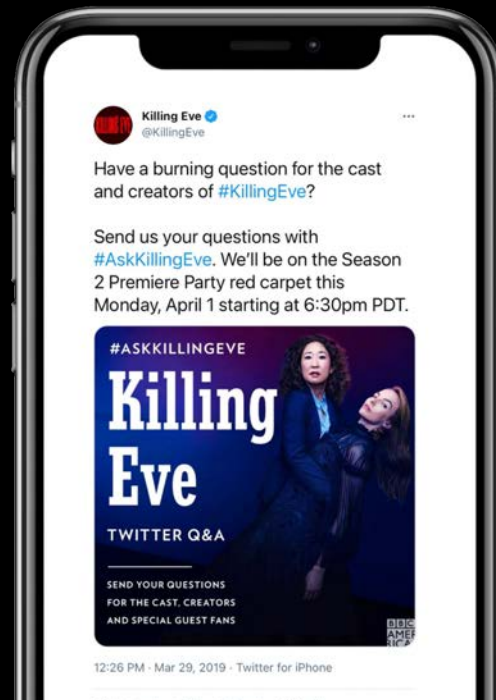 Killing Eve
@KillingEve
Have a burning question for the cast
and creators of #KillingEve?
Send us your questions with
#AskKillingEve. We'll be on the Season
2 Premiere Party red carpet this
Monday, April 1 starting at 6:30pm PDT.
#ASKKILLINGEVE
Killing
Eve
TWITTER Q&A
SEND YOUR QUESTIONS
FOR THE CAST, CREATORS
AND SPECIAL GUEST FANS
BBC
AMER
ICA
12:26 PM · Mar 29, 2019 · Twitter for iPhone